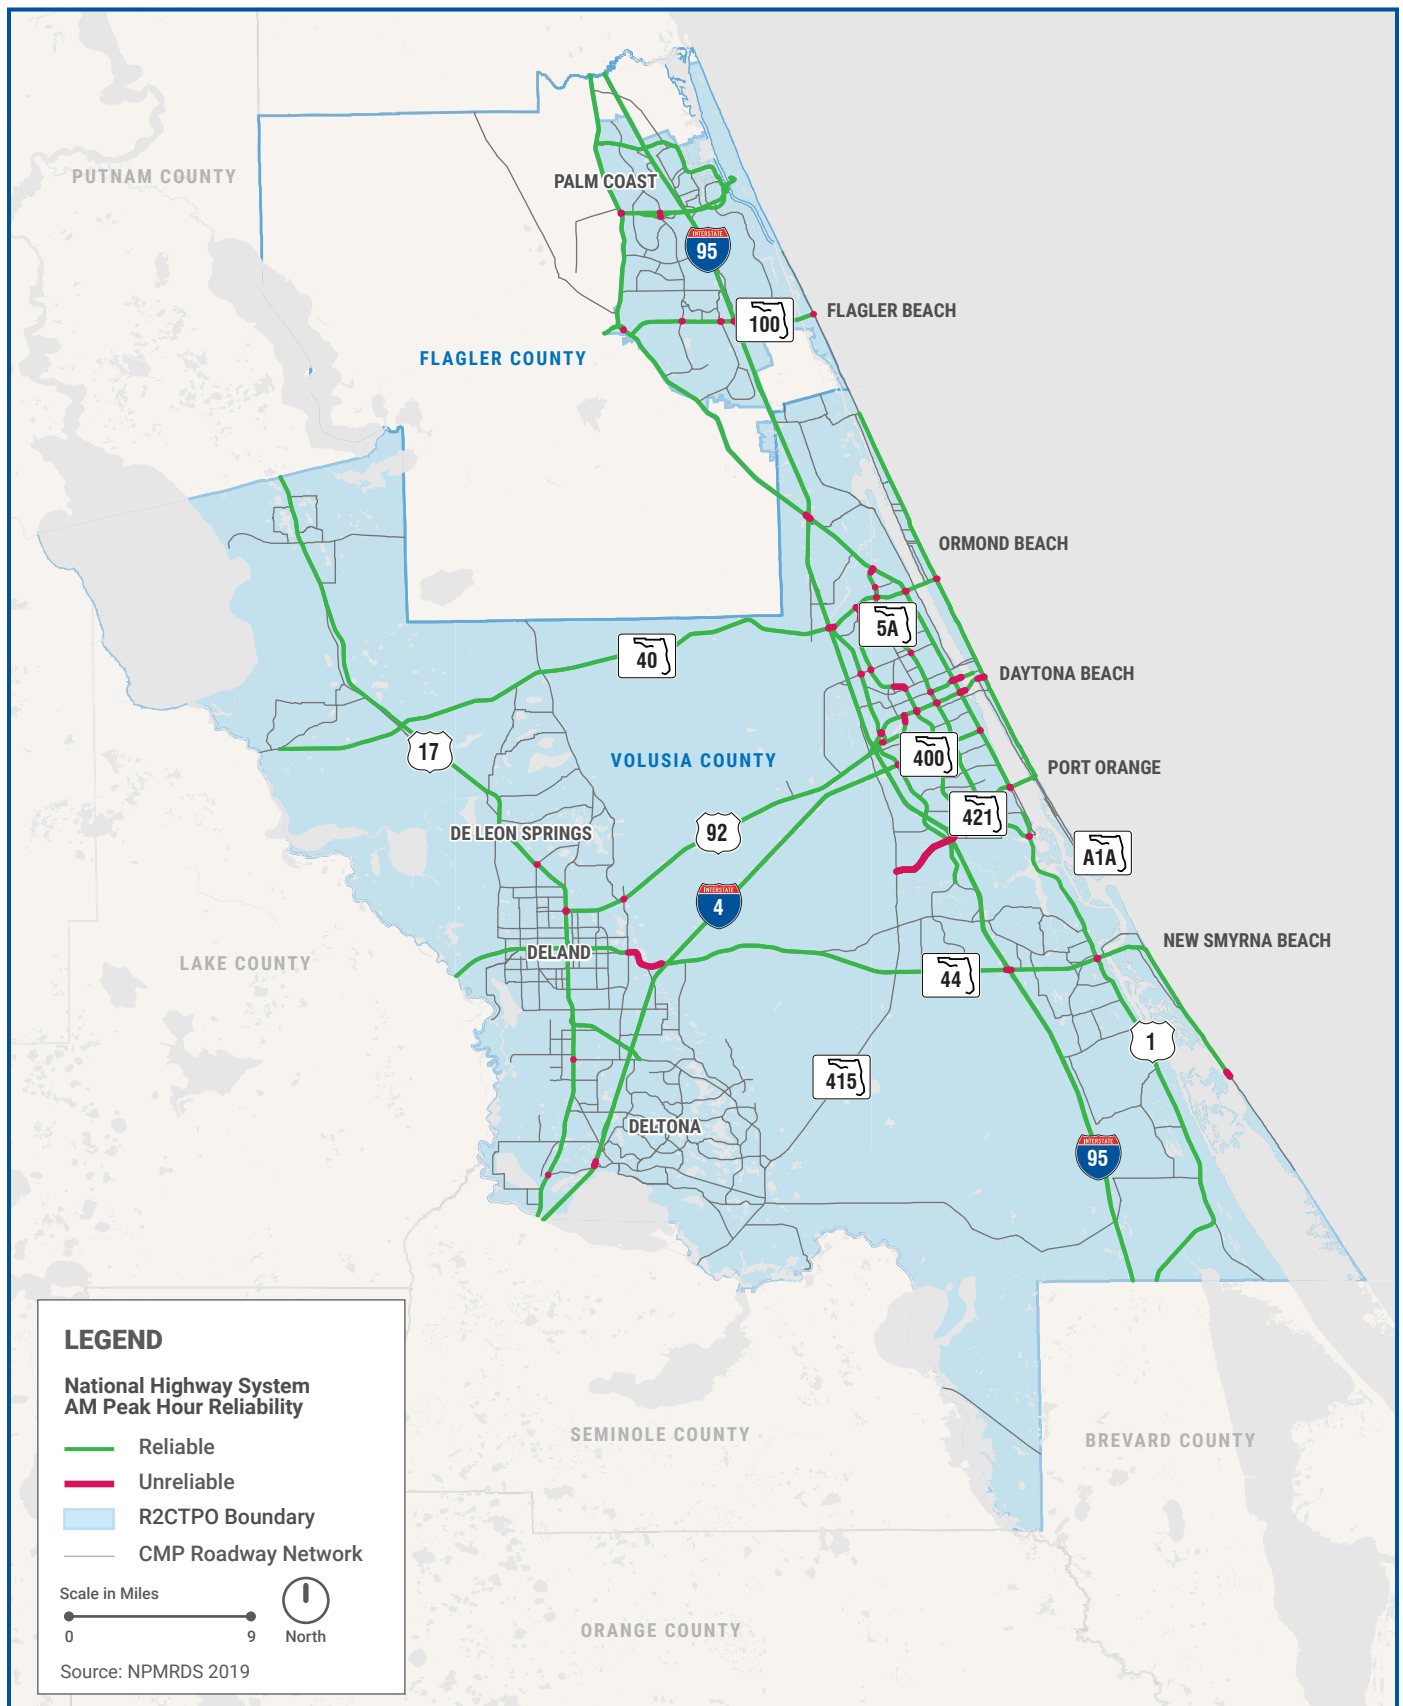 PUTNAM COUNTY
PALM COAST
INTERSTATE
95
100
FLAGLER BEACH
FLAGLER COUNTY
ORMOND BEACH
5A
40
DAYTONA BEACH
17
VOLUSIA COUNTY
400
PORT ORANGE
421
92
DE LEON SPRINGS
A1A
INTERSTATE
4
NEW SMYRNA BEACH
DELAND
LAKE COUNTY
44
1
415
DELTONA
INTERSTATE
95
LEGEND
National Highway System
AM Peak Hour Reliability
Reliable
Unreliable
R2CTPO Boundary
CMP Roadway Network
Scale in Miles
0 9 North
Source: NPMRDS 2019
SEMINOLE COUNTY
BREVARD COUNTY
ORANGE COUNTY